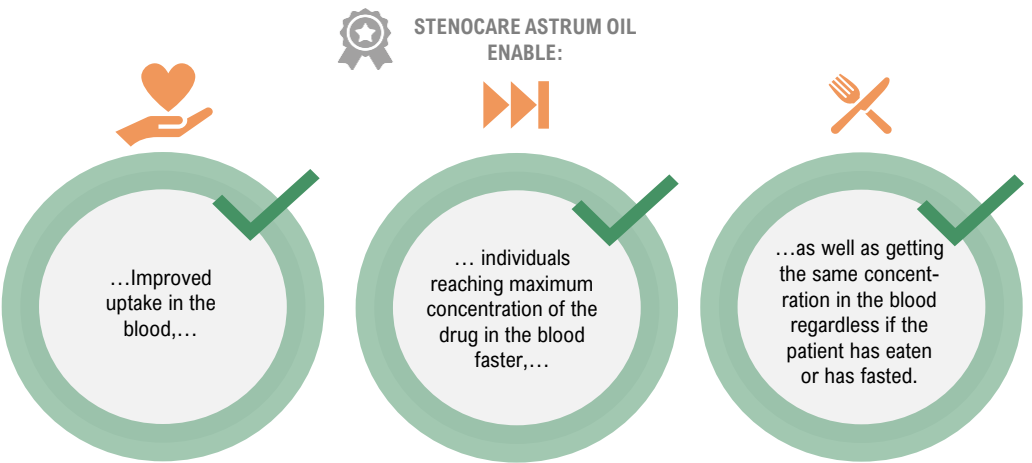 STENOCARE ASTRUM OIL
ENABLE:
…Improved
uptake in the
blood,…
… individuals
reaching maximum
concentration of the
drug in the blood
faster,…
…as well as getting
the same concent-
ration in the blood
regardless if the
patient has eaten
or has fasted.